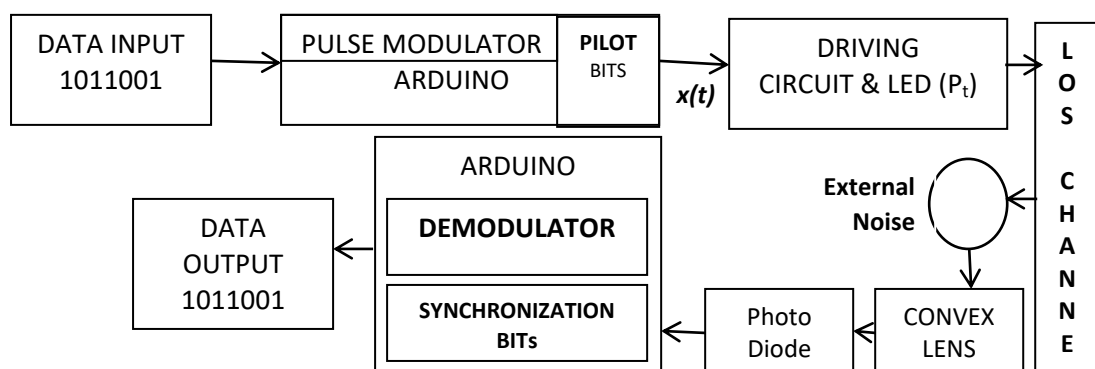 DATA INPUT
1011001
PULSE MODULATOR
ARDUINO
PILOT
BITS
x(t)
DRIVING
CIRCUIT & LED (Pt)
L
O
S
C
H
A
N
N
E
External
Noise
CONVEX
LENS
Photo
Diode
ARDUINO
DEMODULATOR
SYNCHRONIZATION
BITs
DATA
OUTPUT
1011001